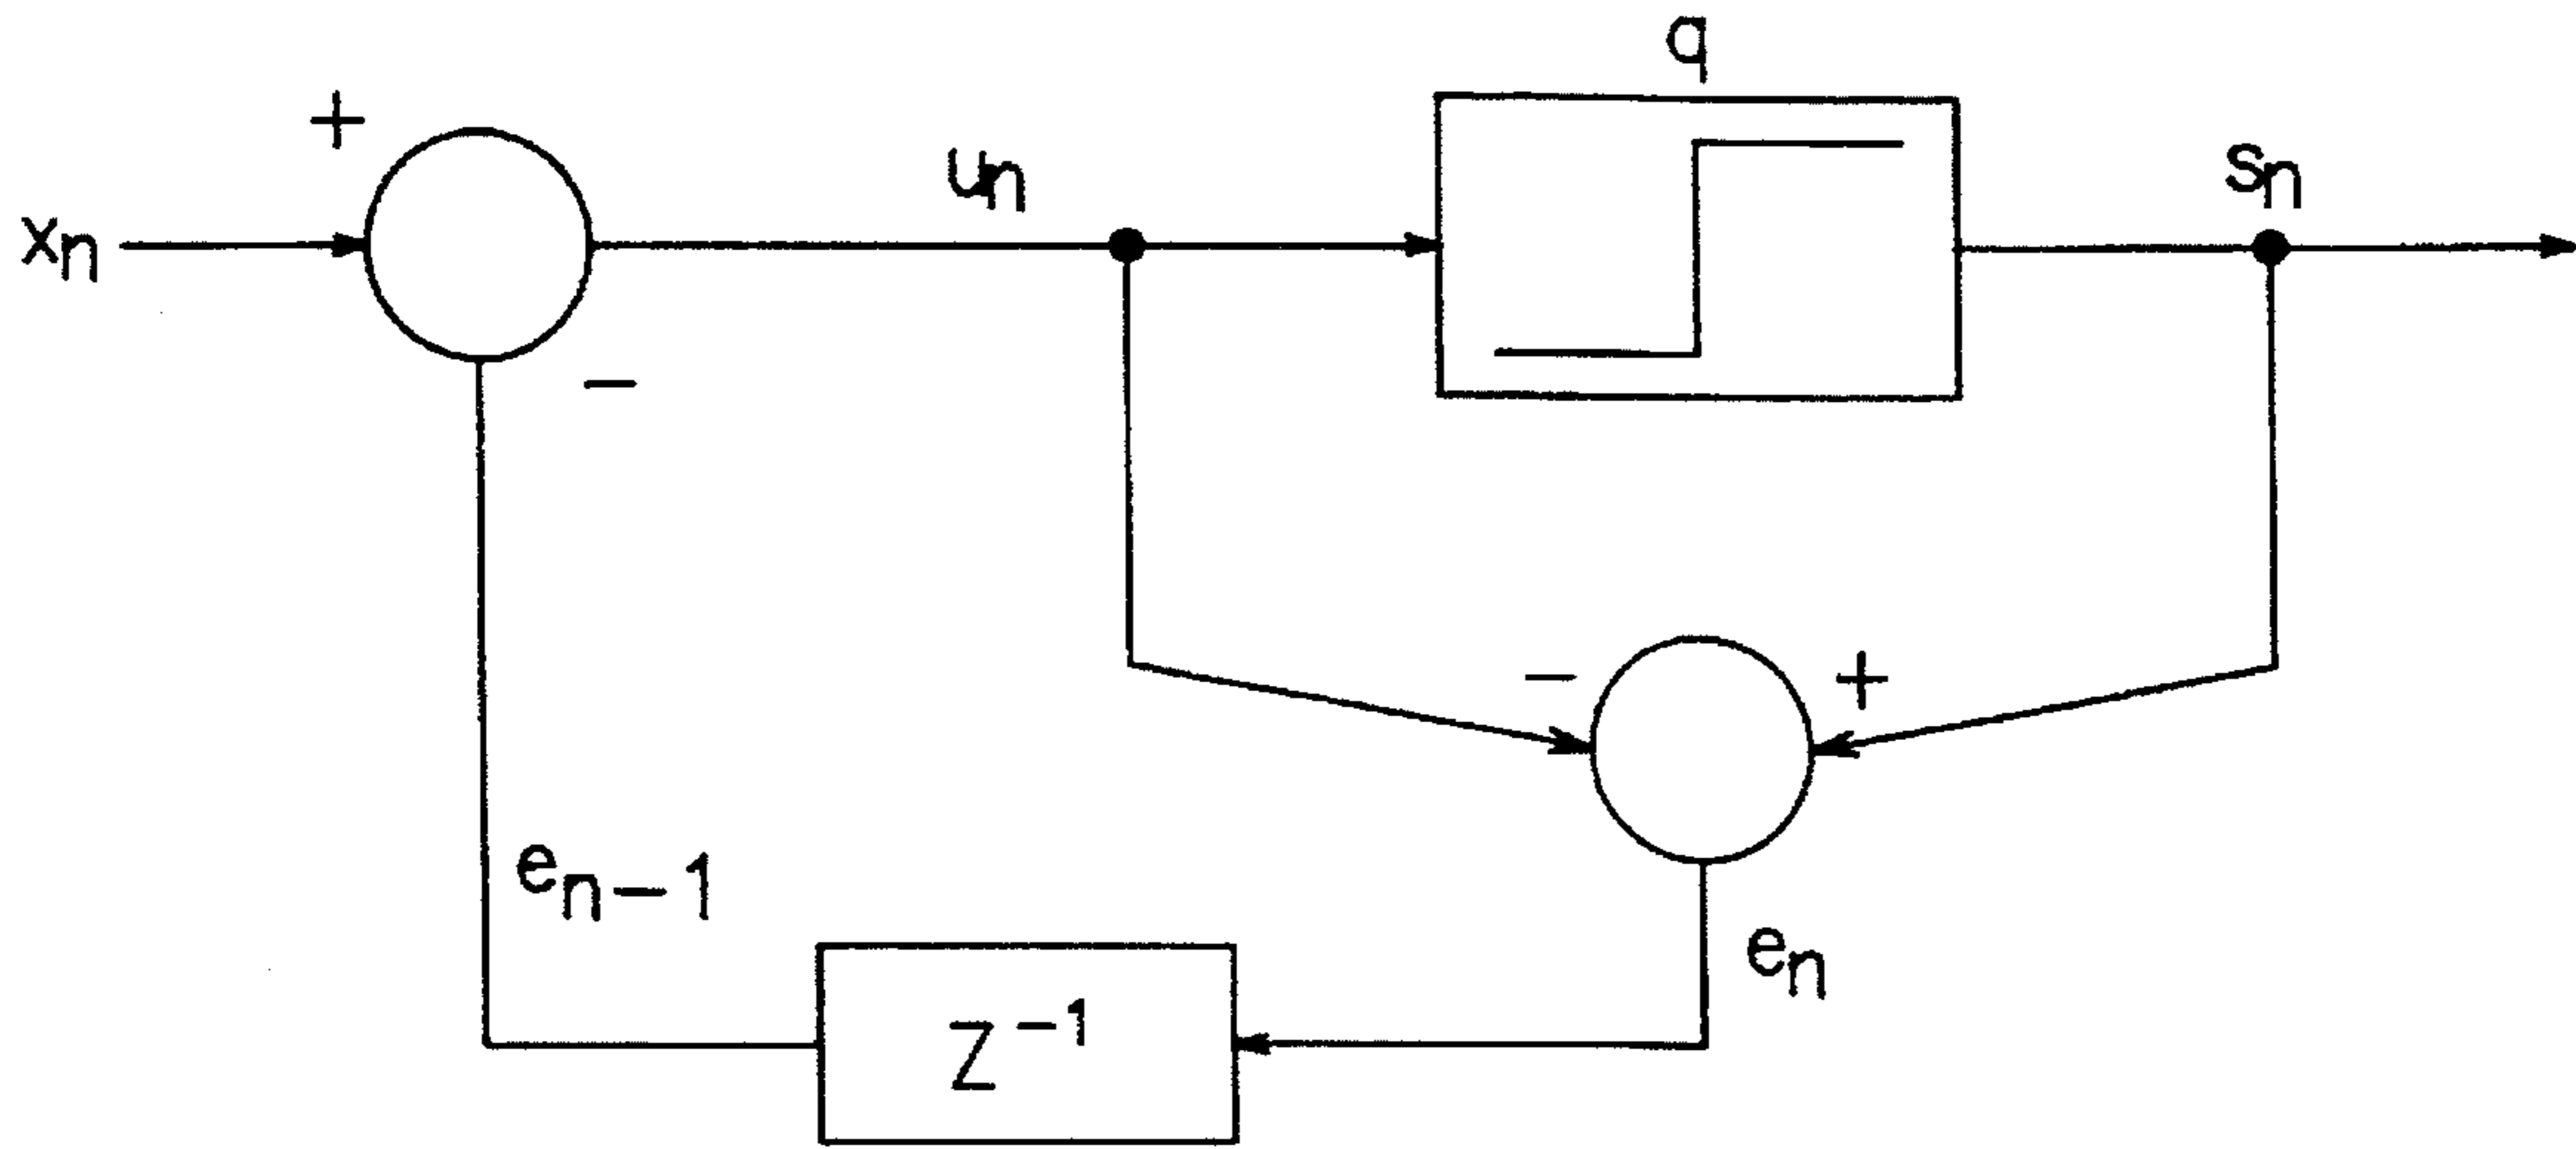 q
+
uₙ
sₙ
xₙ
−
− +
eₙ₋₁
eₙ
Z⁻¹